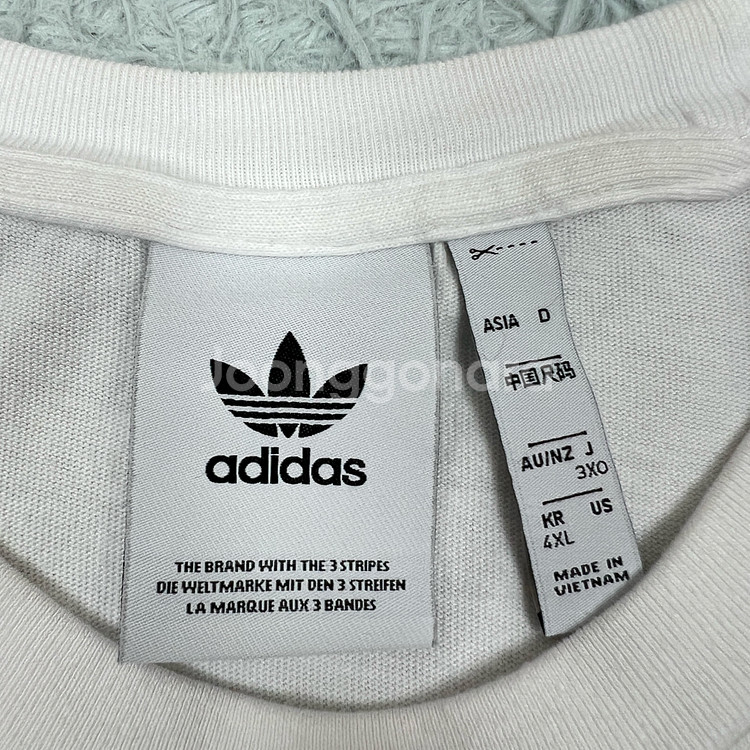 adidas
THE BRAND WITH THE 3 STRIPES
DIE WELTMARKE MIT DEN 3 STREIFEN
LA MARQUE AUX 3 BANDES
ASIA D
中国尺码
AU/NZ J
3XO
KR US
4XL
MADE IN
VIETNAM